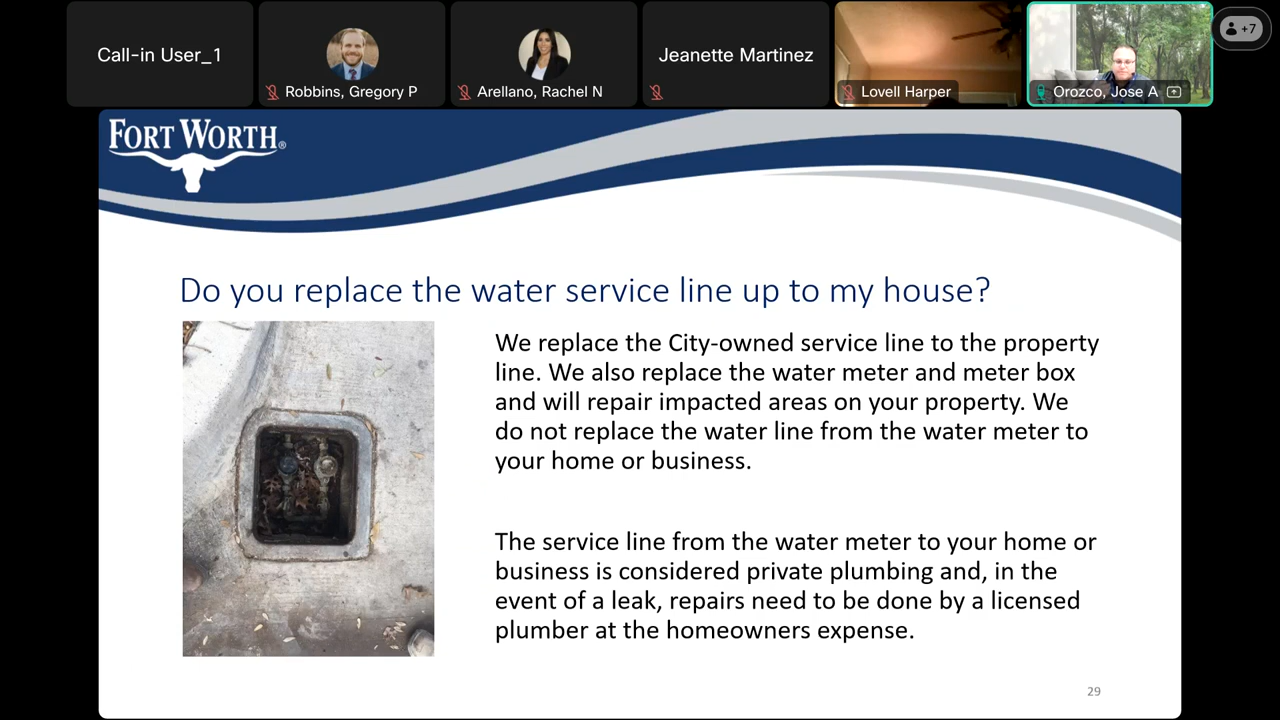 Call-in User_1
Robbins, Gregory P
Arellano, Rachel N
Jeanette Martinez
Lovell Harper
Orozco, Jose A
+7
FORT WORTH®
Do you replace the water service line up to my house?
We replace the City-owned service line to the property
line. We also replace the water meter and meter box
and will repair impacted areas on your property. We
do not replace the water line from the water meter to
your home or business.
The service line from the water meter to your home or
business is considered private plumbing and, in the
event of a leak, repairs need to be done by a licensed
plumber at the homeowners expense.
29